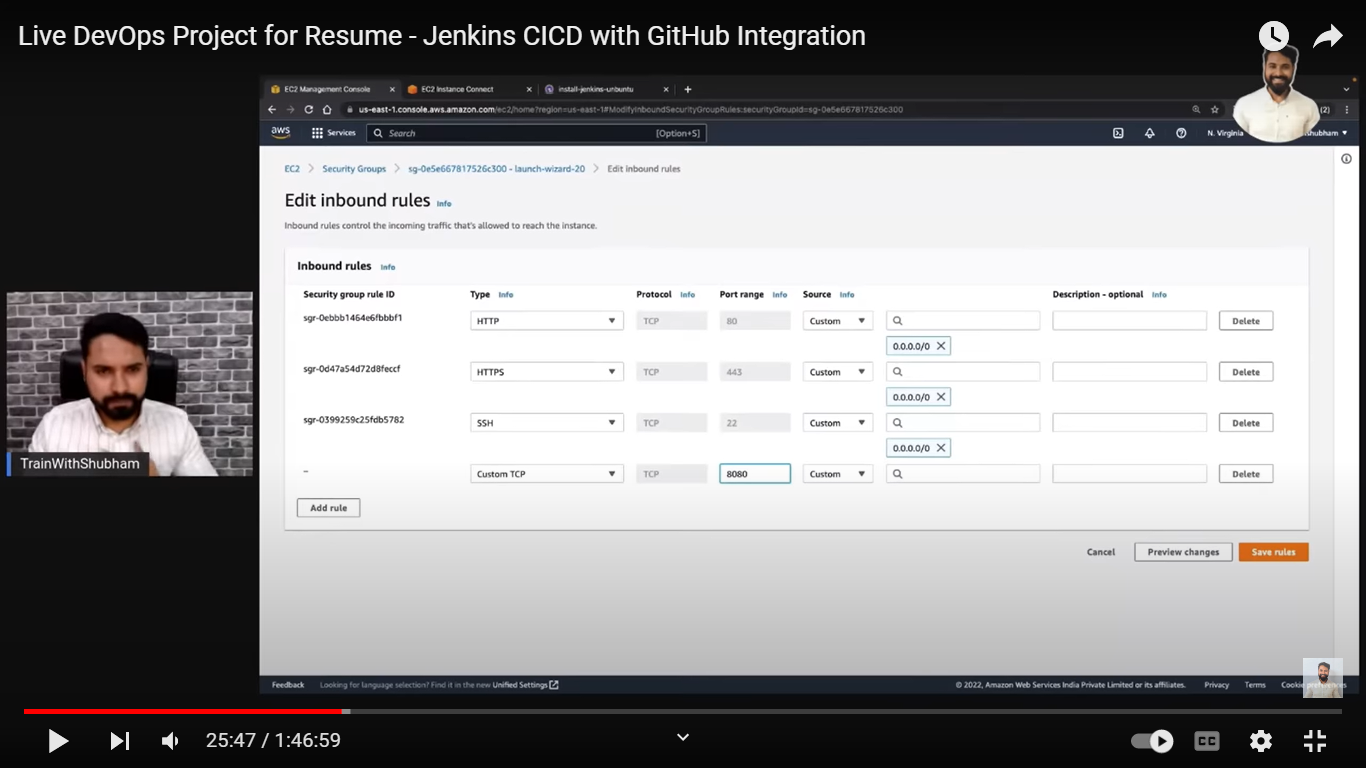 Live DevOps Project for Resume - Jenkins CICD with GitHub Integration
EC2 Management Console
EC2 Instance Connect
install-jenkins-unbuntu
us-east-1.console.aws.amazon.com/ec2/home?region=us-east-1#ModifyInboundSecurityGroupRules:securityGroupId=sg-0e5e667817526c300
(2)
aws Services Search [Option+S] N. Virginia shubham
EC2 > Security Groups > sg-0e5e667817526c300 - launch-wizard-20 > Edit inbound rules
Edit inbound rules Info
Inbound rules control the incoming traffic that's allowed to reach the instance.
Inbound rules Info
Security group rule ID Type Info Protocol Info Port range Info Source Info Description - optional Info
sgr-0ebbb1464e6fbbbf1 HTTP TCP 80 Custom Delete
0.0.0.0/0
sgr-0d47a54d72d8feccf HTTPS TCP 443 Custom Delete
0.0.0.0/0
sgr-0399259c25fdb5782 SSH TCP 22 Custom Delete
0.0.0.0/0
– Custom TCP TCP 8080 Custom Delete
Add rule
Cancel Preview changes Save rules
TrainWithShubham
Feedback Looking for language selection? Find it in the new Unified Settings © 2022, Amazon Web Services India Private Limited or its affiliates. Privacy Terms Cookie preferences
25:47 / 1:46:59
CC